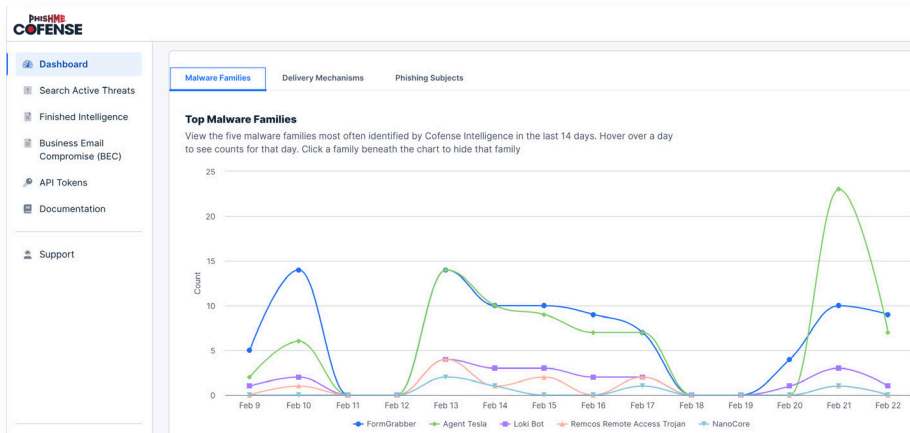 PHISHME
COFENSE
Dashboard
Search Active Threats
Finished Intelligence
Business Email
Compromise (BEC)
API Tokens
Documentation
Support
Malware Families
Delivery Mechanisms
Phishing Subjects
Top Malware Families
View the five malware families most often identified by Cofense Intelligence in the last 14 days. Hover over a day
to see counts for that day. Click a family beneath the chart to hide that family
Count
25
20
15
10
5
0
Feb 9 Feb 10 Feb 11 Feb 12 Feb 13 Feb 14 Feb 15 Feb 16 Feb 17 Feb 18 Feb 19 Feb 20 Feb 21 Feb 22
FormGrabber Agent Tesla Loki Bot Remcos Remote Access Trojan NanoCore